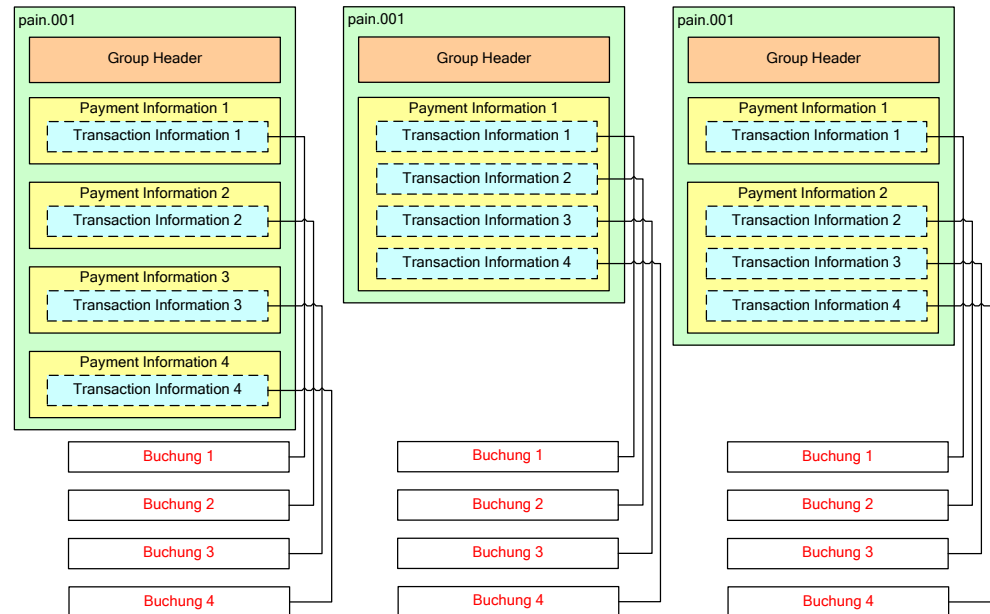 pain.001
Group Header
Payment Information 1
Transaction Information 1
Payment Information 2
Transaction Information 2
Payment Information 3
Transaction Information 3
Payment Information 4
Transaction Information 4
Buchung 1
Buchung 2
Buchung 3
Buchung 4
pain.001
Group Header
Payment Information 1
Transaction Information 1
Transaction Information 2
Transaction Information 3
Transaction Information 4
Buchung 1
Buchung 2
Buchung 3
Buchung 4
pain.001
Group Header
Payment Information 1
Transaction Information 1
Payment Information 2
Transaction Information 2
Transaction Information 3
Transaction Information 4
Buchung 1
Buchung 2
Buchung 3
Buchung 4